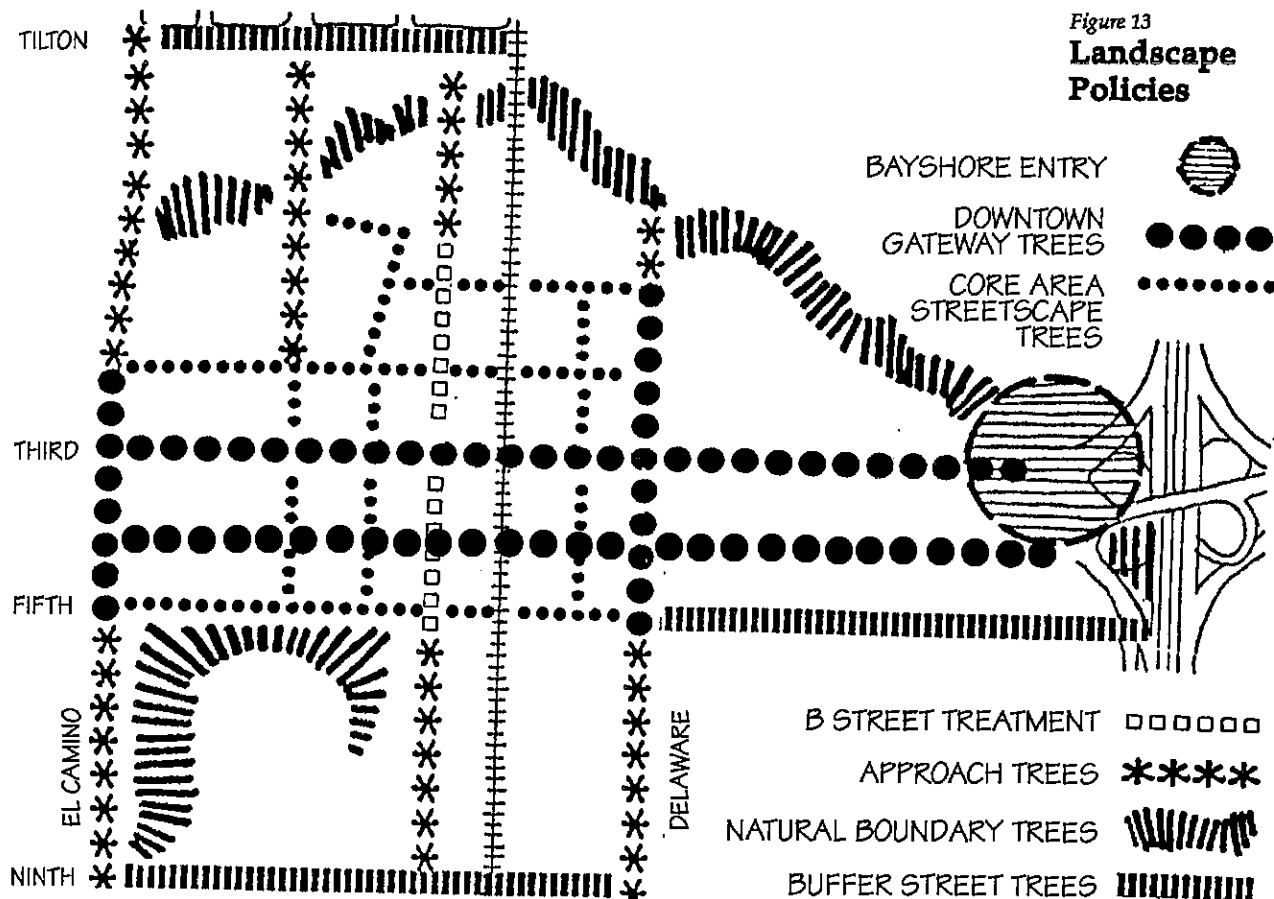 TILTON
Figure 13
Landscape
Policies
BAYSHORE ENTRY
DOWNTOWN
GATEWAY TREES
CORE AREA
STREETSCAPE
TREES
THIRD
FIFTH
EL CAMINO
DELAWARE
B STREET TREATMENT
APPROACH TREES
NATURAL BOUNDARY TREES
NINTH
BUFFER STREET TREES